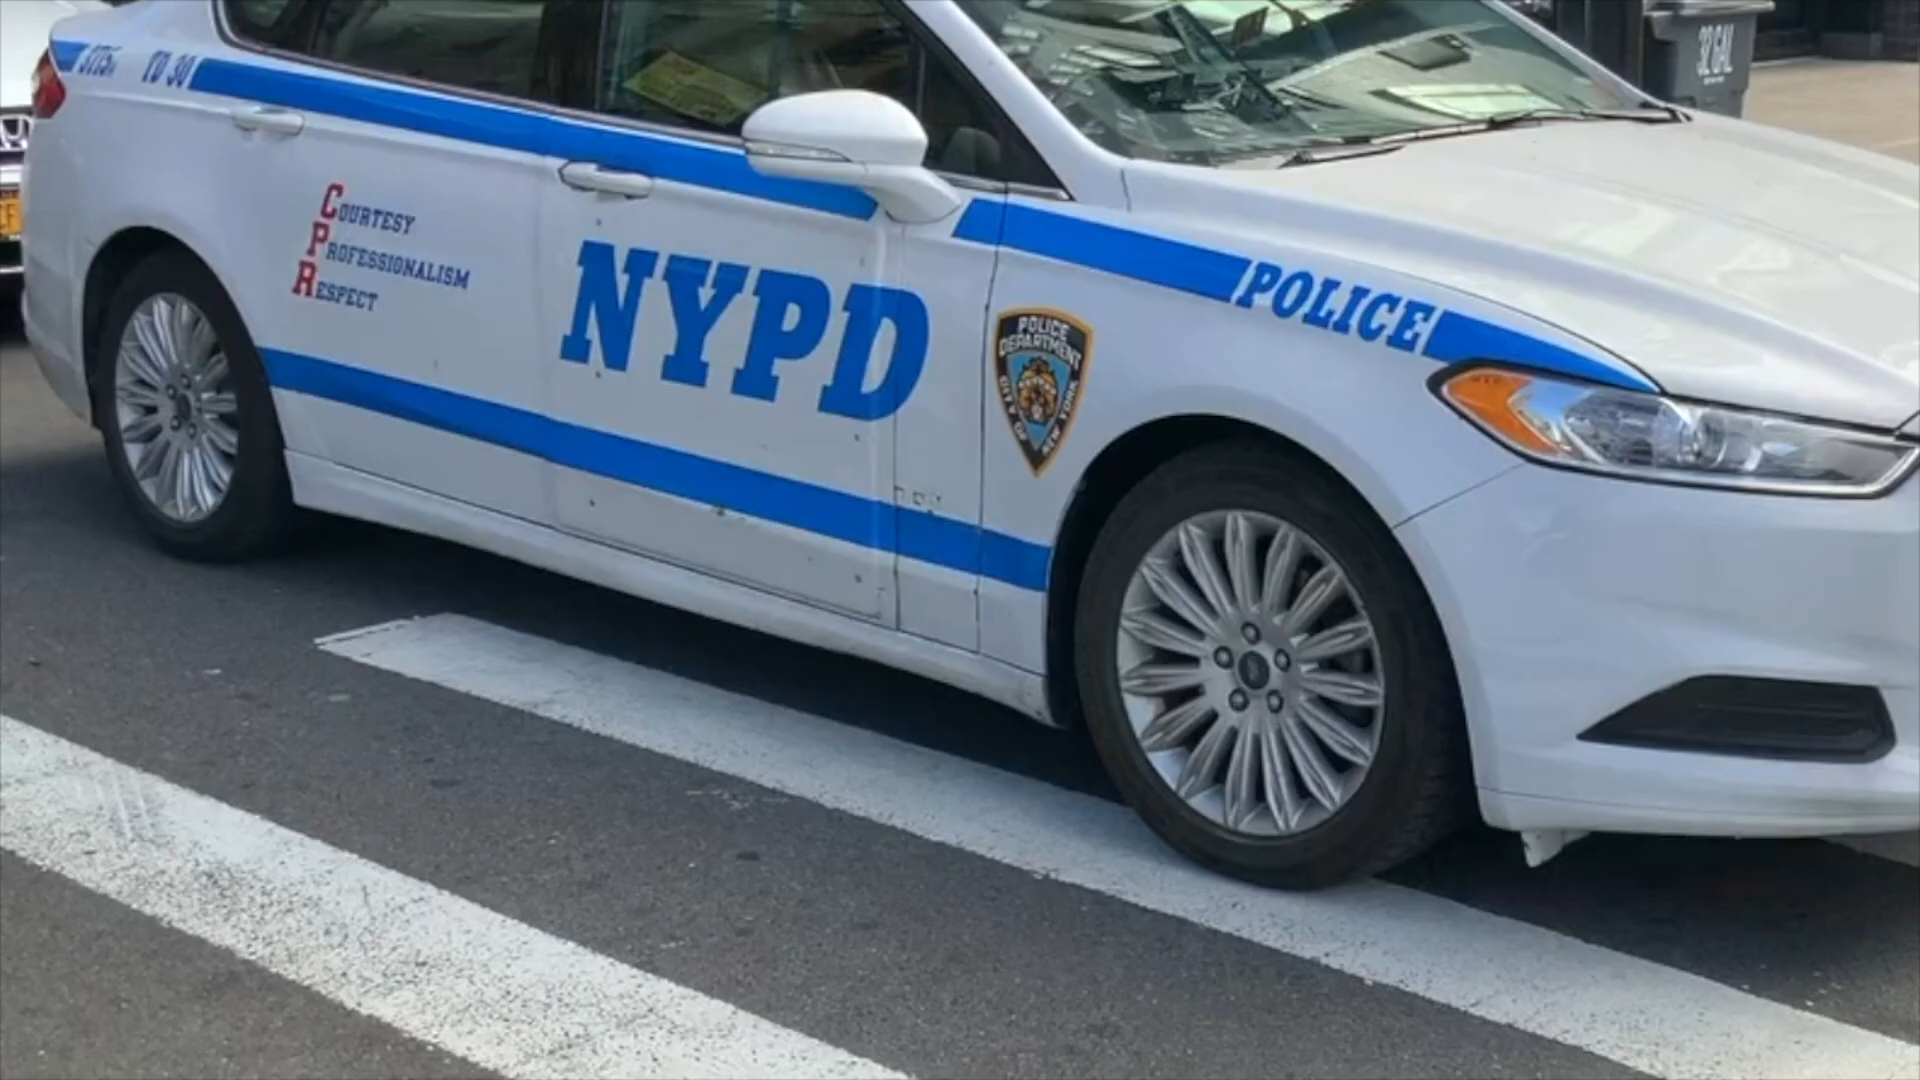 TD 30
COURTESY
PROFESSIONALISM
RESPECT
NYPD
POLICE
DEPARTMENT
CITY OF NEW YORK
POLICE
32 GAL